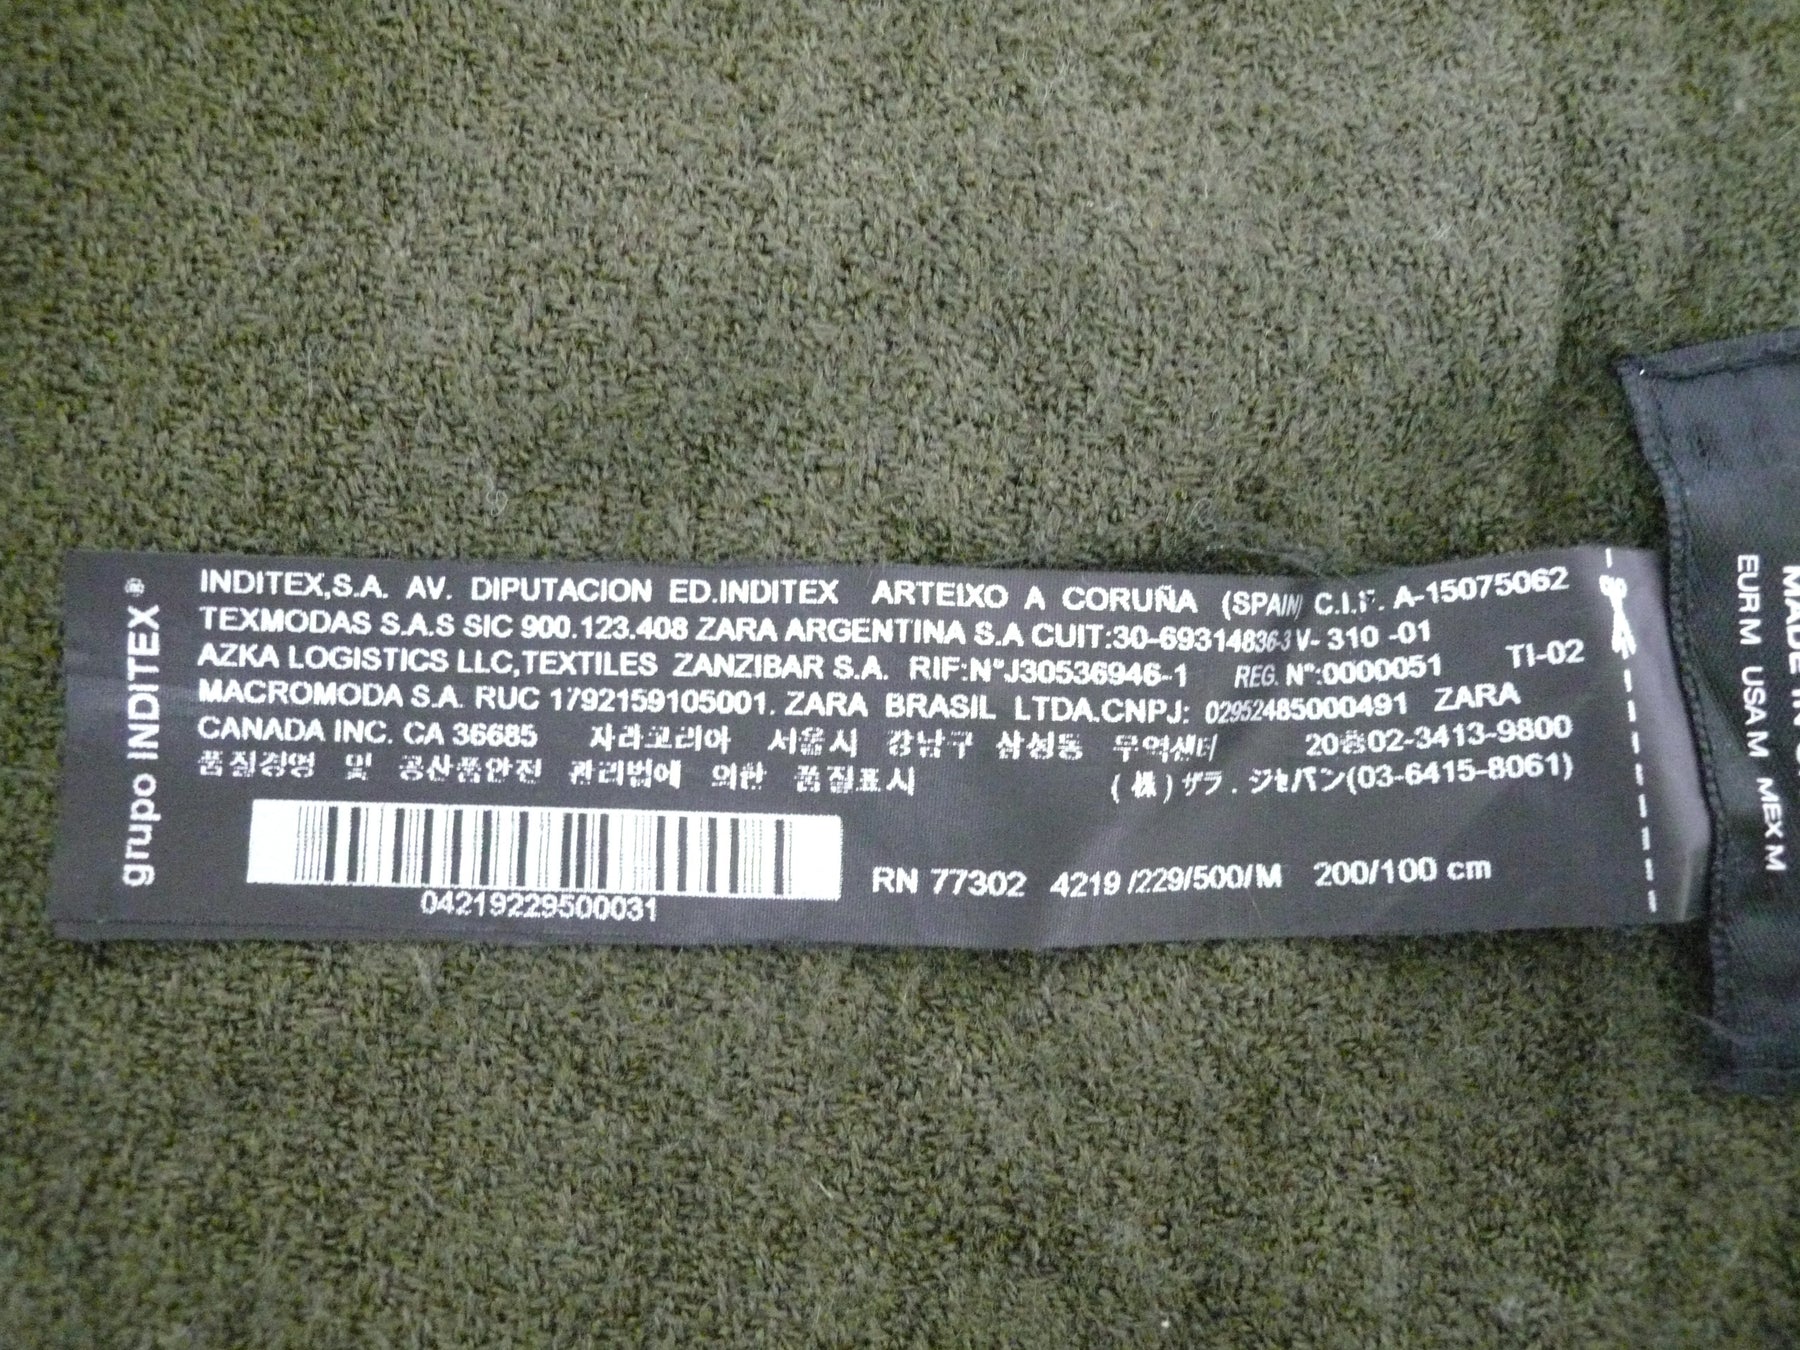 grupo INDITEX®
INDITEX,S.A. AV. DIPUTACION ED.INDITEX ARTEIXO A CORUÑA (SPAIN) C.I.F. A-15075062
TEXMODAS S.A.S SIC 900.123.408 ZARA ARGENTINA S.A CUIT:30-69314836-3 V- 310 -01
AZKA LOGISTICS LLC,TEXTILES ZANZIBAR S.A. RIF:Nº J30536946-1 REG. Nº:0000051 TI-02
MACROMODA S.A. RUC 1792159105001. ZARA BRASIL LTDA.CNPJ: 02952485000491 ZARA
CANADA INC. CA 36685 자라코리아 서울시 강남구 삼성동 무역센터 20층02-3413-9800
품질경영 및 공산품안전 관리법에 의한 품질표시 (株)ザラ.ジャパン(03-6415-8061)
04219229500031
RN 77302 4219/229/500/M 200/100 cm
EUR M USA M MEX M
MADE IN